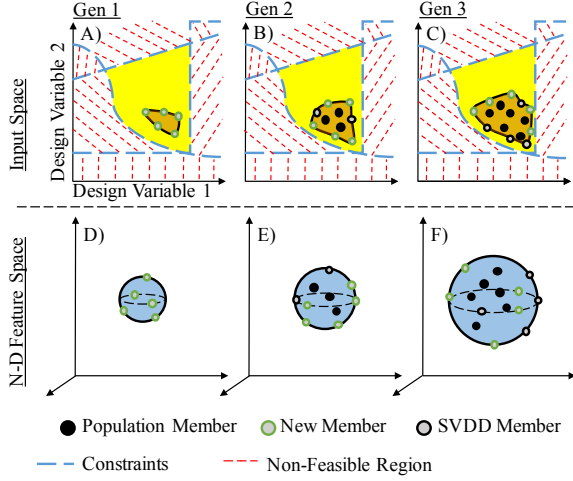 Gen 1
Gen 2
Gen 3
A)
B)
C)
Input Space
Design Variable 2
Design Variable 1
D)
E)
F)
N-D Feature Space
Population Member
New Member
SVDD Member
Constraints
Non-Feasible Region